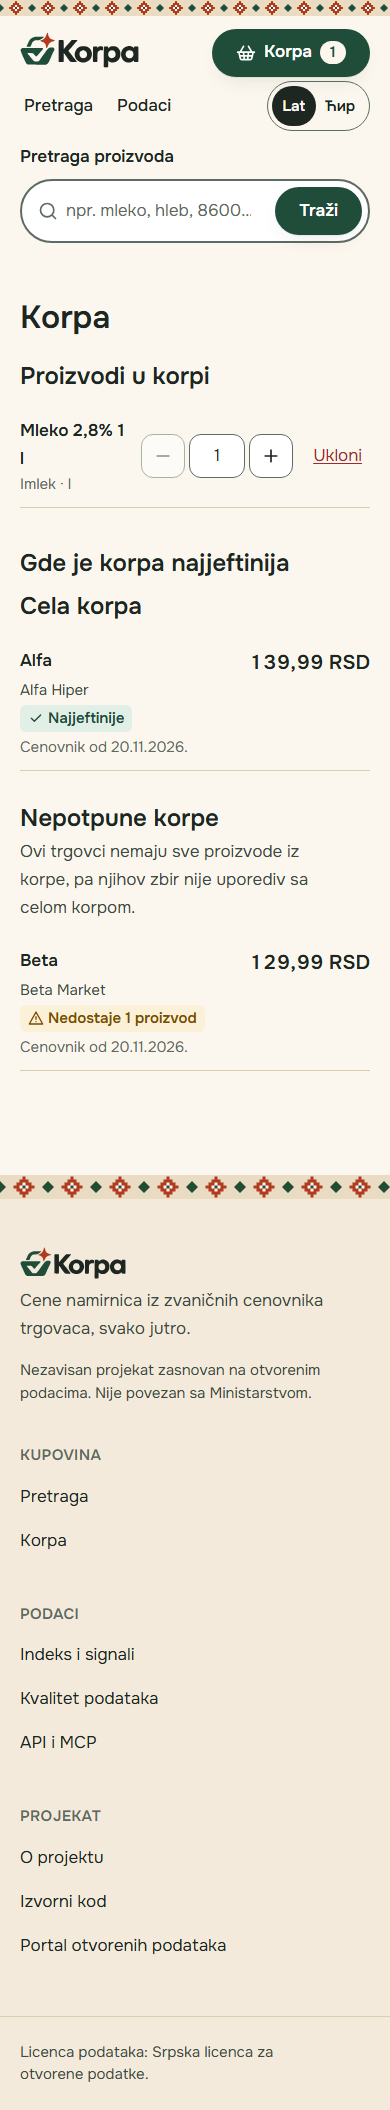 Korpa
Korpa 1
Pretraga Podaci
Lat Ћир
Pretraga proizvoda
npr. mleko, hleb, 8600...
Traži
Korpa
Proizvodi u korpi
Mleko 2,8% 1
l
Imlek · l
1
Ukloni
Gde je korpa najjeftinija
Cela korpa
Alfa 139,99 RSD
Alfa Hiper
Najjeftinije
Cenovnik od 20.11.2026.
Nepotpune korpe
Ovi trgovci nemaju sve proizvode iz
korpe, pa njihov zbir nije uporediv sa
celom korpom.
Beta 129,99 RSD
Beta Market
Nedostaje 1 proizvod
Cenovnik od 20.11.2026.
Korpa
Cene namirnica iz zvaničnih cenovnika
trgovaca, svako jutro.
Nezavisan projekat zasnovan na otvorenim
podacima. Nije povezan sa Ministarstvom.
KUPOVINA
Pretraga
Korpa
PODACI
Indeks i signali
Kvalitet podataka
API i MCP
PROJEKAT
O projektu
Izvorni kod
Portal otvorenih podataka
Licenca podataka: Srpska licenca za
otvorene podatke.